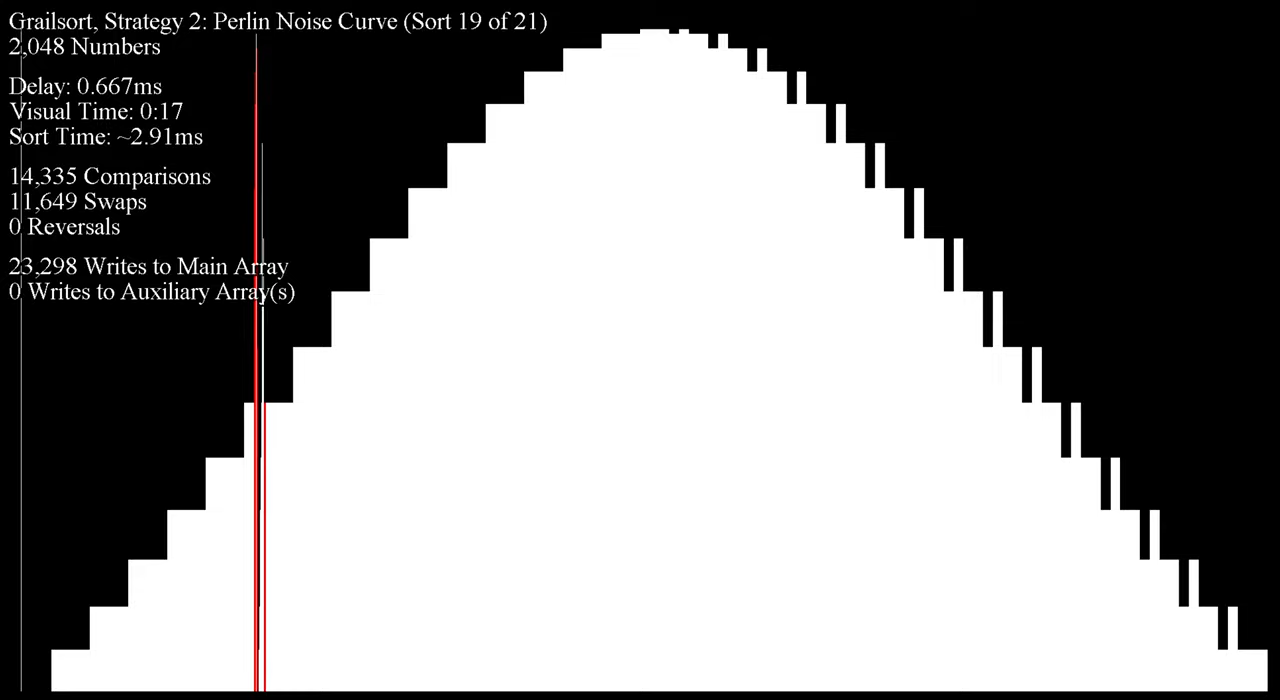 Grailsort, Strategy 2: Perlin Noise Curve (Sort 19 of 21)
2,048 Numbers
Delay: 0.667ms
Visual Time: 0:17
Sort Time: ~2.91ms
14,335 Comparisons
11,649 Swaps
0 Reversals
23,298 Writes to Main Array
0 Writes to Auxiliary Array(s)